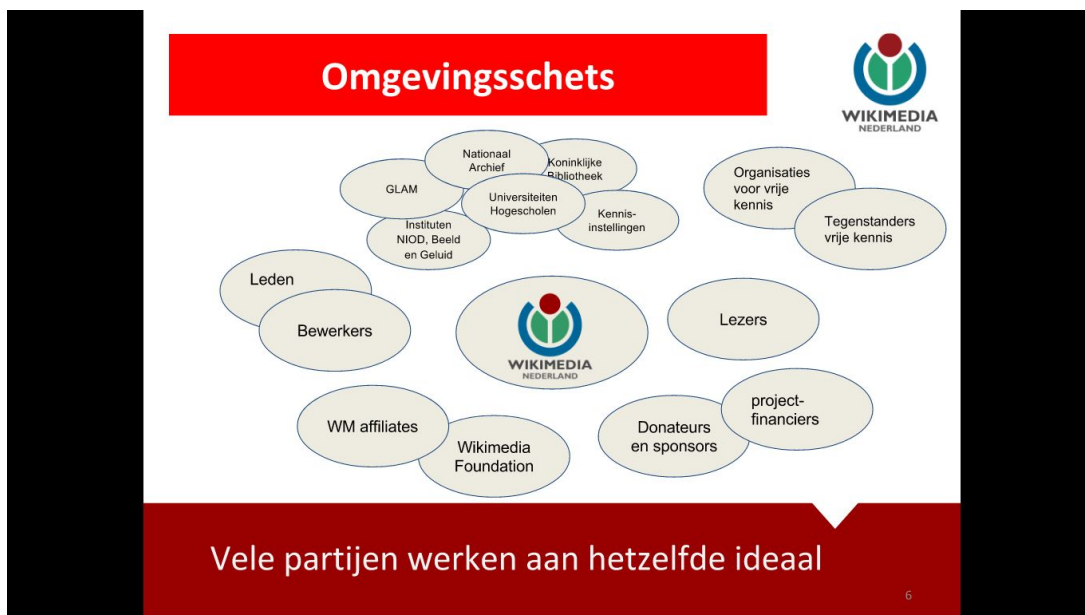 Omgevingsschets
WIKIMEDIA
NEDERLAND
Nationaal
Archief
Koninklijke
Bibliotheek
GLAM
Universiteiten
Hogescholen
Kennis-
instellingen
Instituten
NIOD, Beeld
en Geluid
Organisaties
voor vrije
kennis
Tegenstanders
vrije kennis
Leden
Bewerkers
WIKIMEDIA
NEDERLAND
Lezers
WM affiliates
Wikimedia
Foundation
Donateurs
en sponsors
project-
financiers
Vele partijen werken aan hetzelfde ideaal
6